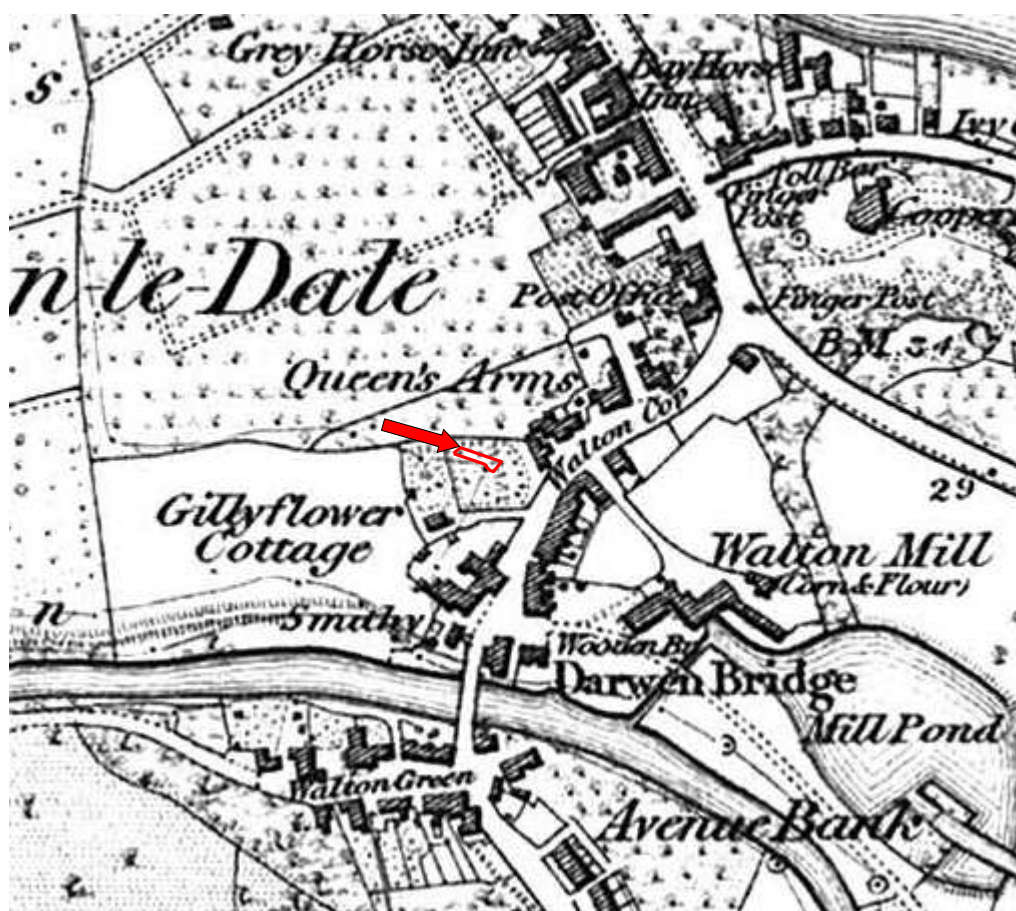 Grey Horse Inn
Bay Horse
Inn
S
Ivy
Toll Bar
Finger
Post
Cooper
n-le-Dale
Post Office
Finger Post
B.M. 34
Queen's Arms
Walton Cop
29
Gillyflower
Cottage
Walton Mill
(Corn & Flour)
n
Smithy
Wooden Br.
Darwen Bridge
Mill Pond
Walton Green
Avenue Bank